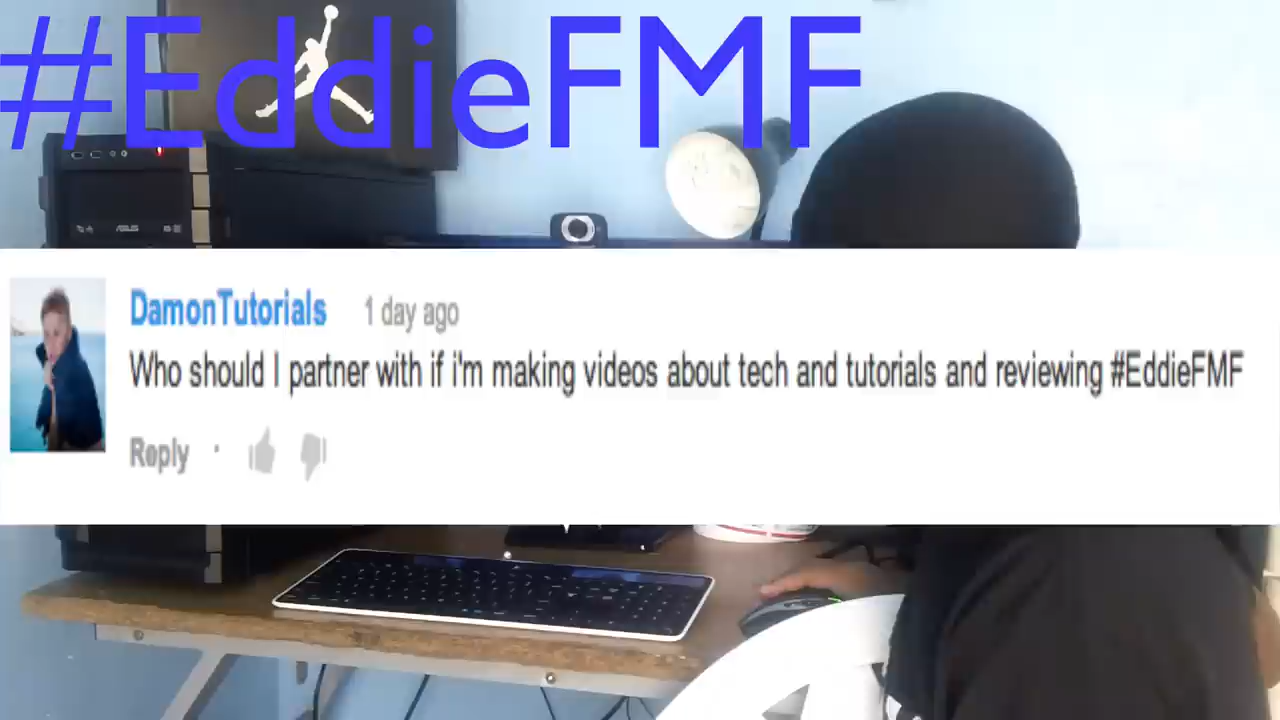 #EddieFMF
ASUS
DamonTutorials 1 day ago
Who should I partner with if i'm making videos about tech and tutorials and reviewing #EddieFMF
Reply ·